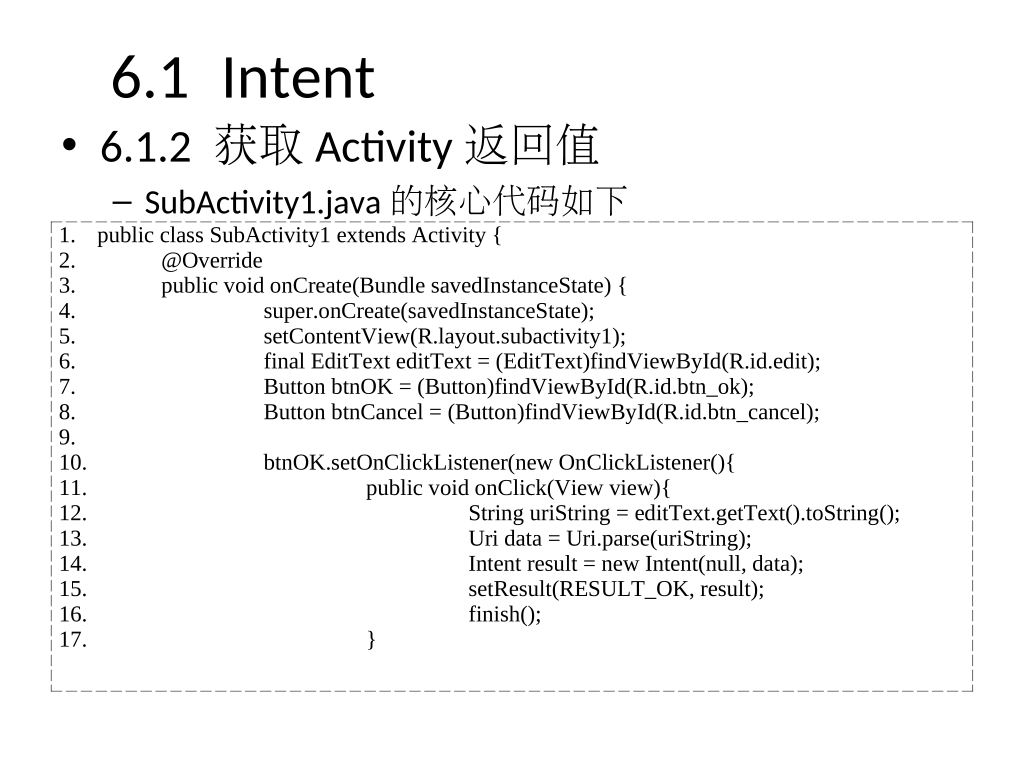 6.1 Intent
• 6.1.2 获取 Activity 返回值
– SubActivity1.java 的核心代码如下
1. public class SubActivity1 extends Activity {
2. @Override
3. public void onCreate(Bundle savedInstanceState) {
4. super.onCreate(savedInstanceState);
5. setContentView(R.layout.subactivity1);
6. final EditText editText = (EditText)findViewById(R.id.edit);
7. Button btnOK = (Button)findViewById(R.id.btn_ok);
8. Button btnCancel = (Button)findViewById(R.id.btn_cancel);
9.
10. btnOK.setOnClickListener(new OnClickListener(){
11. public void onClick(View view){
12. String uriString = editText.getText().toString();
13. Uri data = Uri.parse(uriString);
14. Intent result = new Intent(null, data);
15. setResult(RESULT_OK, result);
16. finish();
17. }